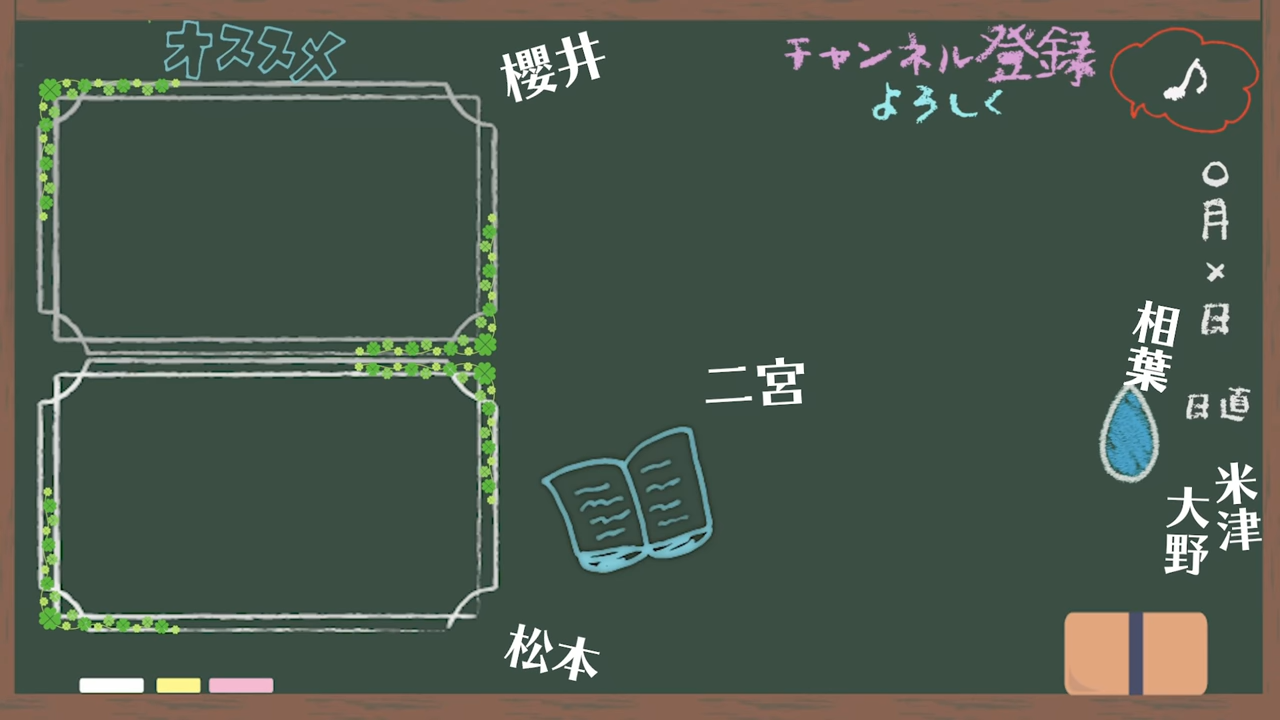 オススメ
櫻井
チャンネル登録
よろしく
♪
〇月×日
相葉
日直
米津
大野
二宮
松本